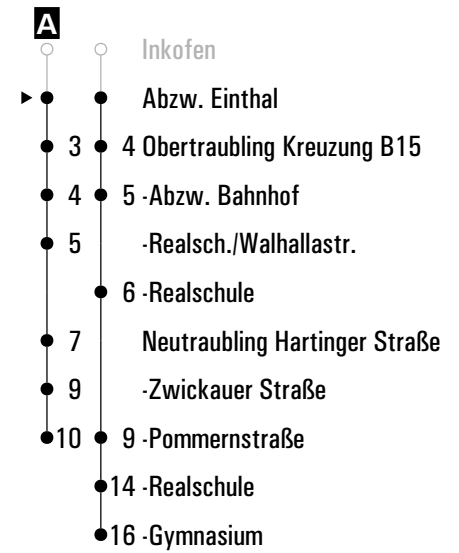 A
Inkofen
Abzw. Einthal
3 4 Obertraubling Kreuzung B15
4 5 -Abzw. Bahnhof
5 -Realsch./Walhallastr.
6 -Realschule
7 Neutraubling Hartinger Straße
9 -Zwickauer Straße
10 9 -Pommernstraße
14 -Realschule
16 -Gymnasium